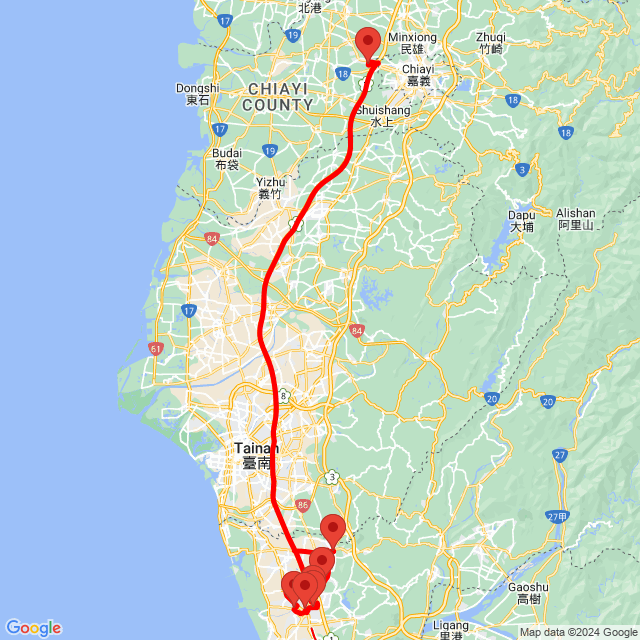 北港
Minxiong
民雄
Zhuqi
竹崎
18
Chiayi
嘉義
Dongshi
東石
CHIAYI
COUNTY
18
Shuishang
水上
17
18
19
Budai
布袋
3
Yizhu
義竹
Dapu
大埔
Alishan
阿里山
84
17
84
61
8
20
20
Tainan
臺南
27
3
86
27甲
Gaoshu
高樹
Google
Ligang
里港
1
Map data ©2024 Google